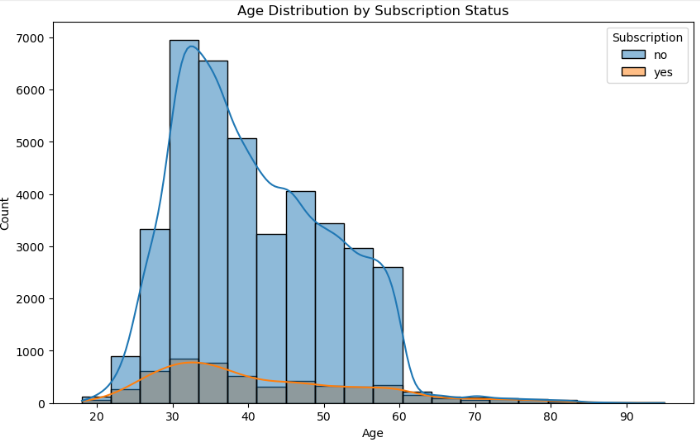 Age Distribution by Subscription Status
7000
6000
5000
4000
3000
2000
1000
0
Count
Subscription
no
yes
20 30 40 50 60 70 80 90
Age